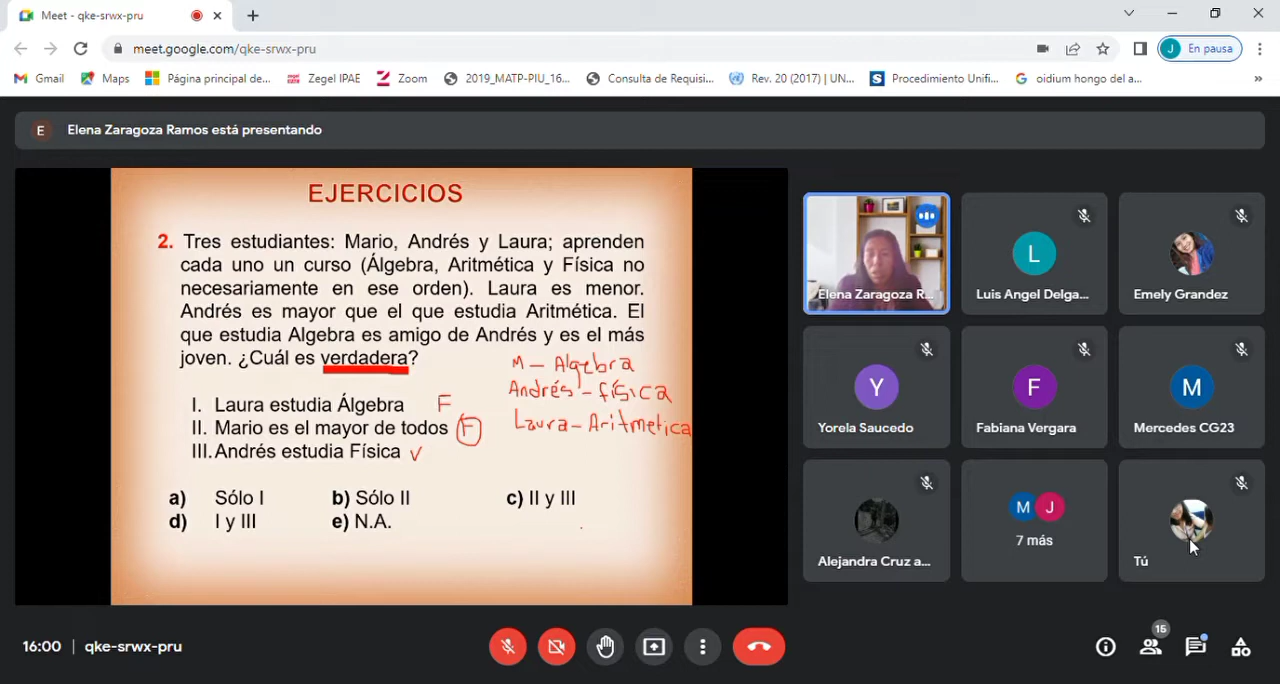 Meet - qke-srwx-pru
meet.google.com/qke-srwx-pru
J En pausa
Gmail Maps Página principal de... Zegel IPAE Zoom 2019_MATP-PIU_16... Consulta de Requisi... Rev. 20 (2017) | UN... Procedimiento Unifi... oidium hongo del a... »
E Elena Zaragoza Ramos está presentando
EJERCICIOS
2. Tres estudiantes: Mario, Andrés y Laura; aprenden
cada uno un curso (Álgebra, Aritmética y Física no
necesariamente en ese orden). Laura es menor.
Andrés es mayor que el que estudia Aritmética. El
que estudia Algebra es amigo de Andrés y es el más
joven. ¿Cuál es verdadera?
M - Algebra
Andrés - física
Laura - Aritmetica
I. Laura estudia Álgebra F
II. Mario es el mayor de todos F
III. Andrés estudia Física V
a) Sólo I b) Sólo II c) II y III
d) I y III e) N.A.
Elena Zaragoza R...
L
Luis Angel Delga...
Emely Grandez
Y
Yorela Saucedo
F
Fabiana Vergara
M
Mercedes CG23
Alejandra Cruz a...
M J
7 más
Tú
16:00 | qke-srwx-pru
15